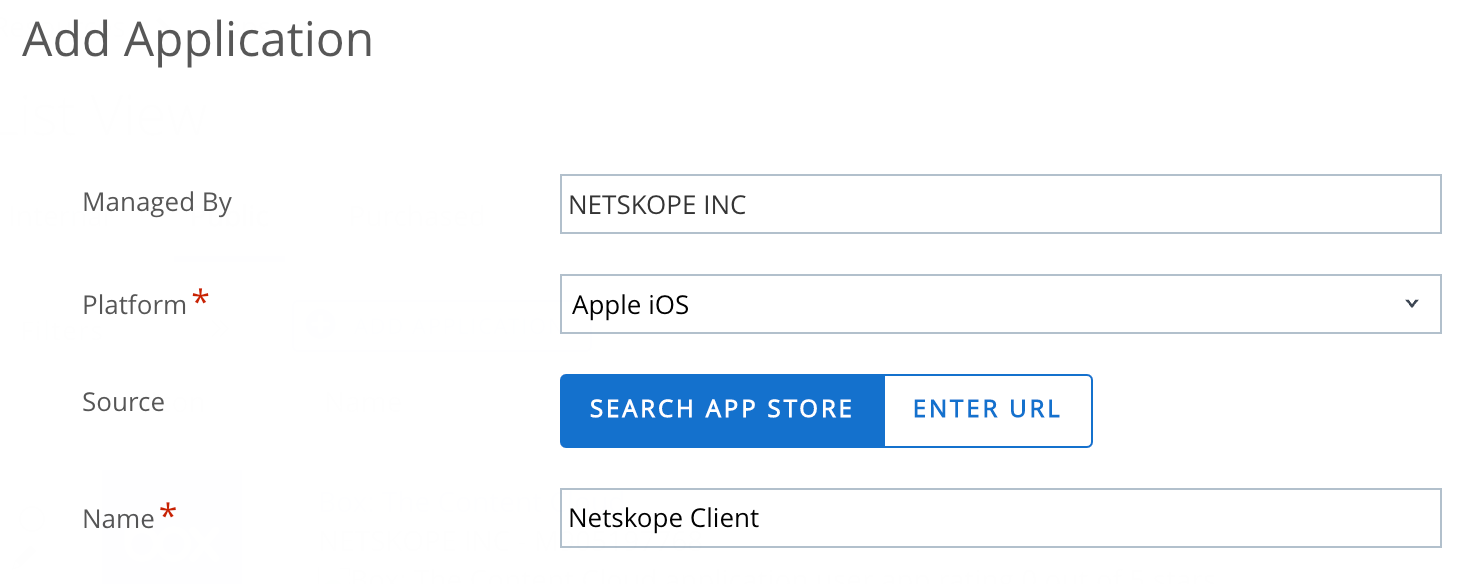 Add Application
Managed By NETSKOPE INC
Platform * Apple iOS
Source SEARCH APP STORE ENTER URL
Name * Netskope Client